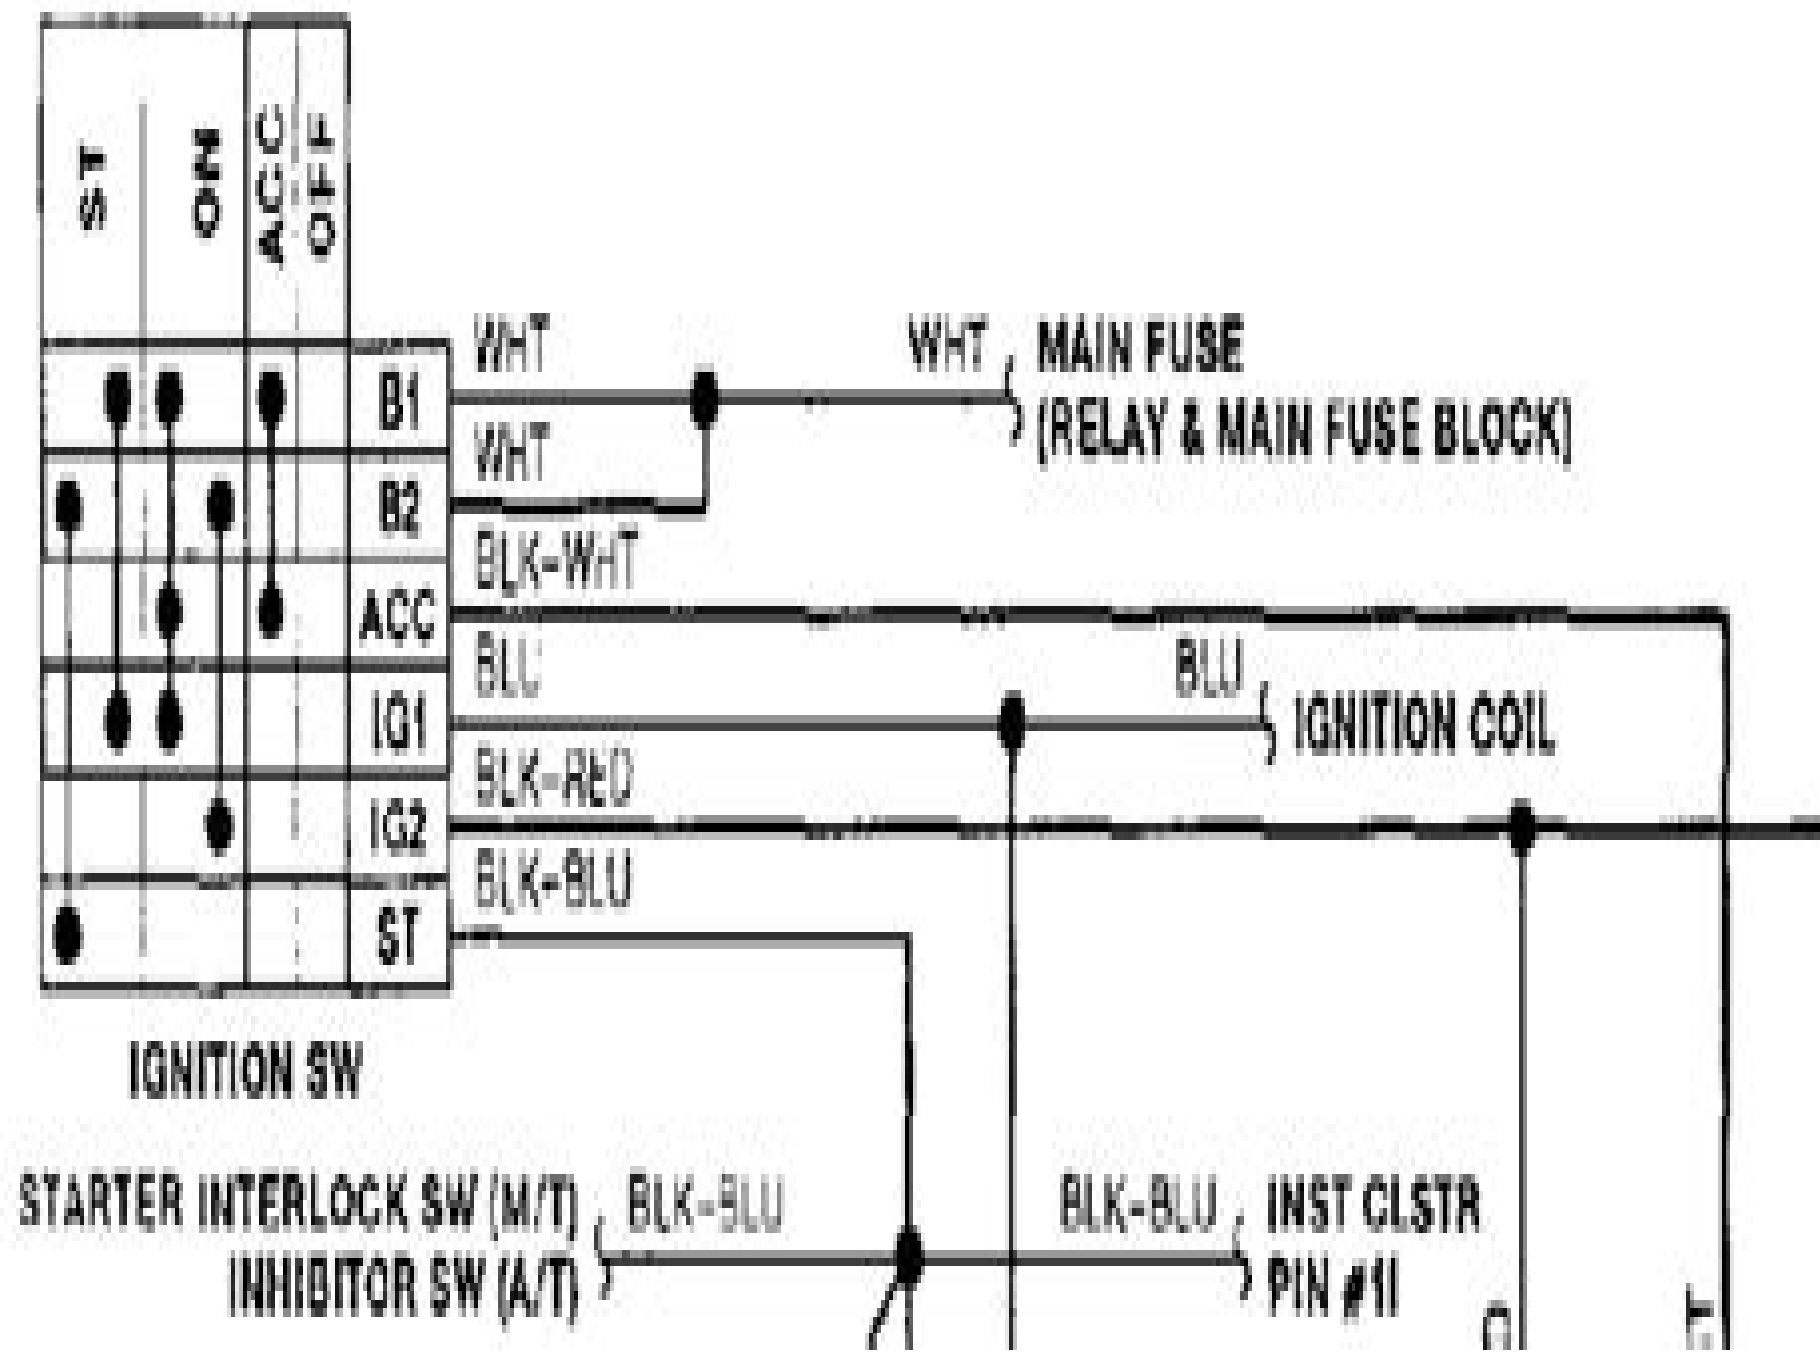 ST
ON
ACC
OFF
B1
WHT
WHT
MAIN FUSE
(RELAY & MAIN FUSE BLOCK)
B2
WHT
ACC
BLK-WHT
IG1
BLU
BLU
IGNITION COIL
IG2
BLK-RED
ST
BLK-BLU
IGNITION SW
STARTER INTERLOCK SW (M/T)
INHIBITOR SW (A/T)
BLK-BLU
BLK-BLU
INST CLSTR
PIN #11